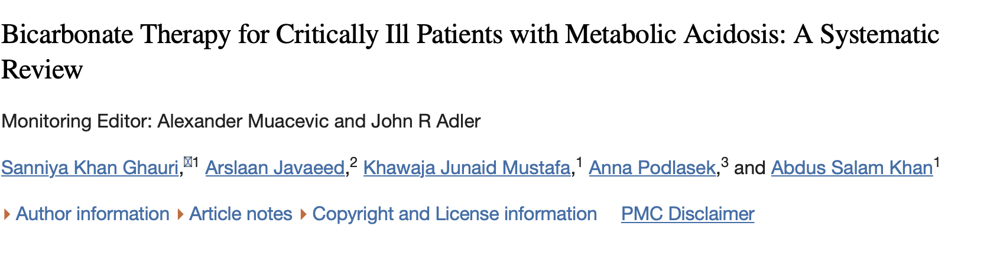 Bicarbonate Therapy for Critically Ill Patients with Metabolic Acidosis: A Systematic
Review
Monitoring Editor: Alexander Muacevic and John R Adler
Sanniya Khan Ghauri,1 Arslaan Javaeed,2 Khawaja Junaid Mustafa,1 Anna Podlasek,3 and Abdus Salam Khan1
Author information Article notes Copyright and License information PMC Disclaimer